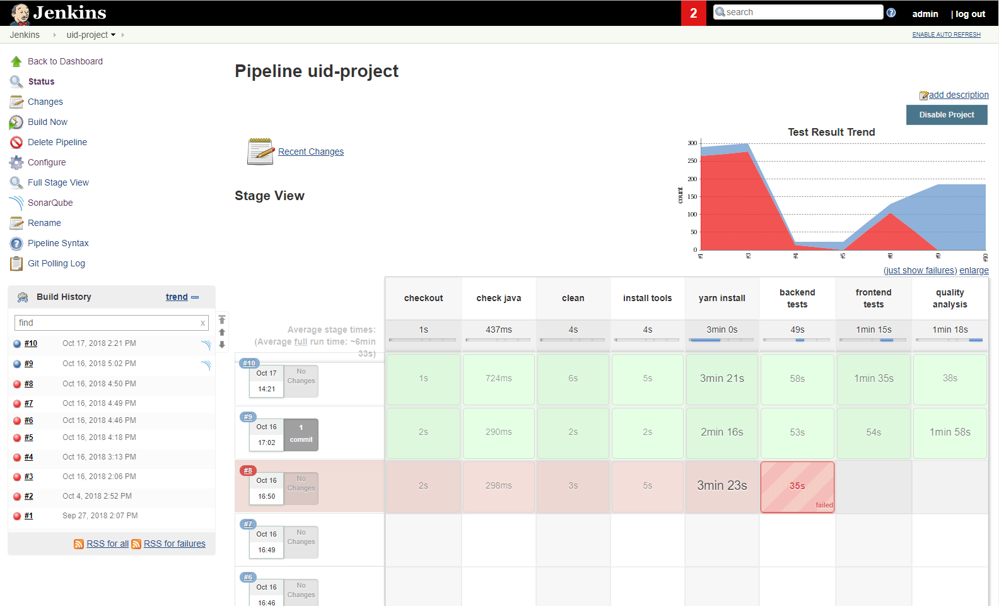 Jenkins
2
search
?
admin
| log out
Jenkins
uid-project
ENABLE AUTO REFRESH
Back to Dashboard
Status
Changes
Build Now
Delete Pipeline
Configure
Full Stage View
SonarQube
Rename
Pipeline Syntax
Git Polling Log
Pipeline uid-project
add description
Disable Project
Recent Changes
Test Result Trend
300
250
200
150
100
50
0
count
#1
#3
#4
#5
#8
#9
#10
(just show failures) enlarge
Stage View
Build History
trend
find
x
#10 Oct 17, 2018 2:21 PM
#9 Oct 16, 2018 5:02 PM
#8 Oct 16, 2018 4:50 PM
#7 Oct 16, 2018 4:49 PM
#6 Oct 16, 2018 4:46 PM
#5 Oct 16, 2018 4:18 PM
#4 Oct 16, 2018 3:13 PM
#3 Oct 16, 2018 2:06 PM
#2 Oct 4, 2018 2:52 PM
#1 Sep 27, 2018 2:07 PM
RSS for all RSS for failures
checkout
check java
clean
install tools
yarn install
backend
tests
frontend
tests
quality
analysis
Average stage times:
(Average full run time: ~6min
33s)
1s
437ms
4s
4s
3min 0s
49s
1min 15s
1min 18s
#10
Oct 17
14:21
No
Changes
1s
724ms
6s
5s
3min 21s
58s
1min 35s
38s
#9
Oct 16
17:02
1
commit
2s
290ms
2s
2s
2min 16s
53s
54s
1min 58s
#8
Oct 16
16:50
No
Changes
2s
298ms
3s
5s
3min 23s
35s
failed
#7
Oct 16
16:49
No
Changes
#6
Oct 16
16:46
No
Changes